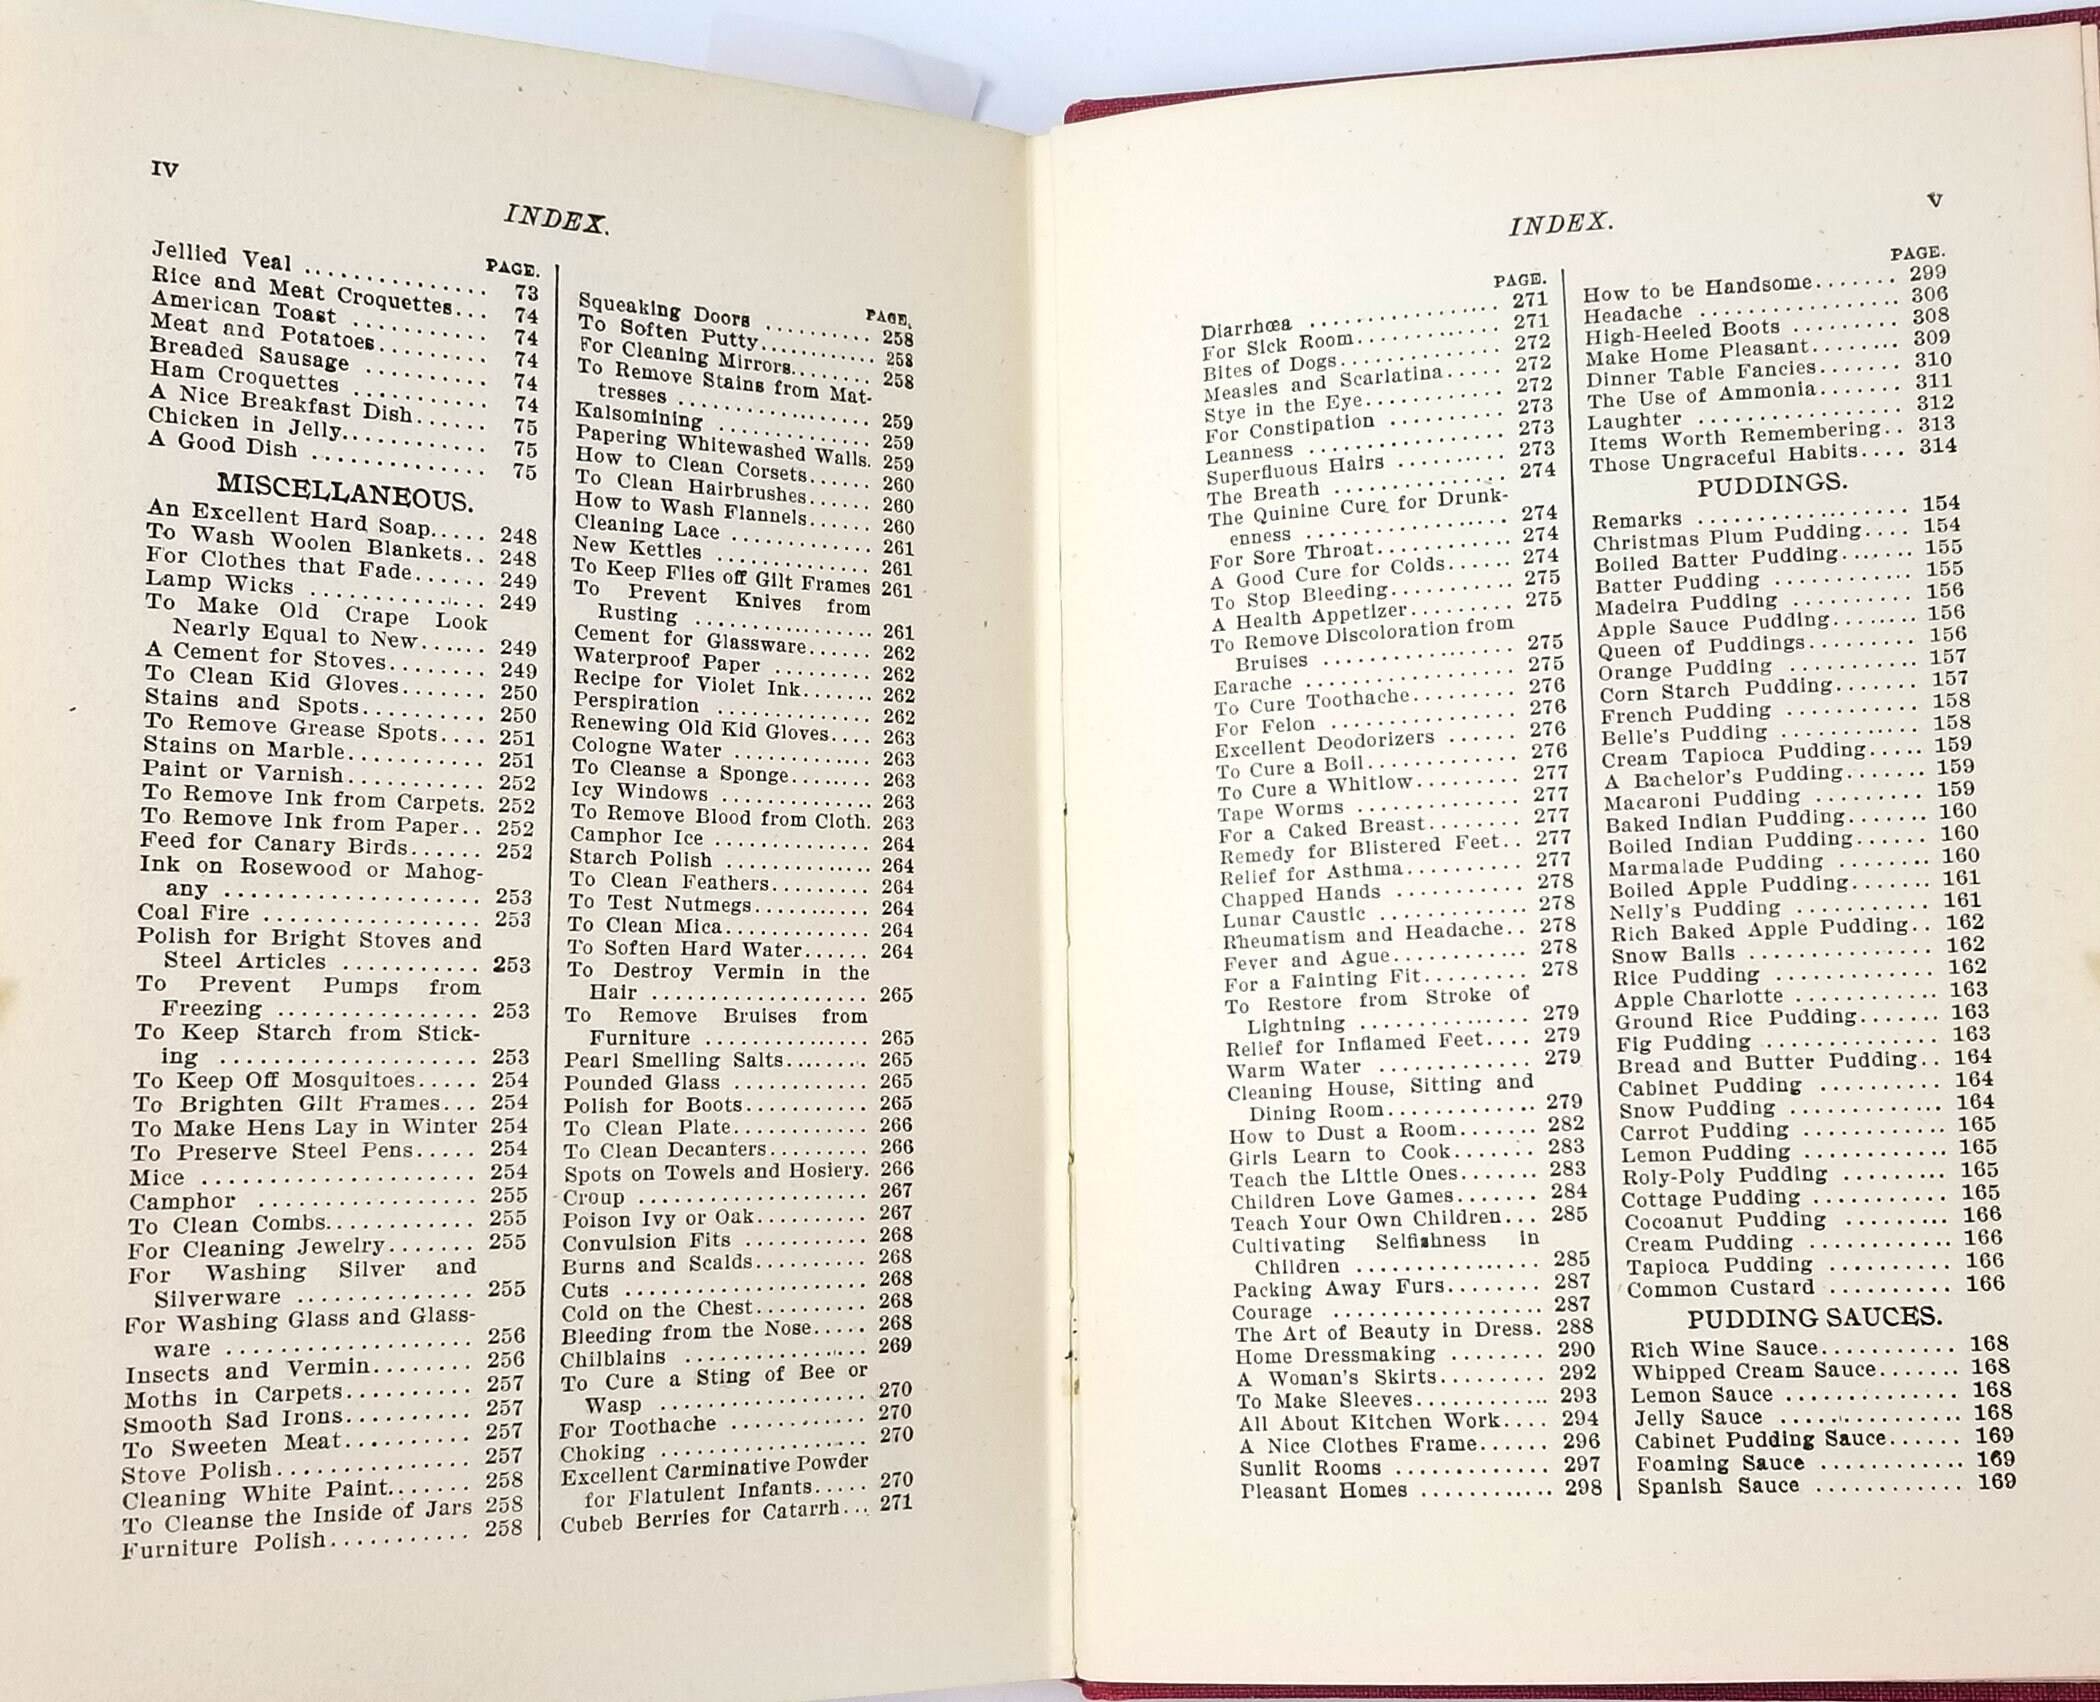 IV
INDEX.
PAGE.
Jellied Veal .............. 73
Rice and Meat Croquettes... 74
American Toast ........... 74
Meat and Potatoes......... 74
Breaded Sausage .......... 74
Ham Croquettes ........... 74
A Nice Breakfast Dish...... 75
Chicken in Jelly............ 75
A Good Dish .............. 75
MISCELLANEOUS.
An Excellent Hard Soap..... 248
To Wash Woolen Blankets.. 248
For Clothes that Fade...... 249
Lamp Wicks ............. 249
To Make Old Crape Look
Nearly Equal to New...... 249
A Cement for Stoves........ 249
To Clean Kid Gloves....... 250
Stains and Spots.......... 250
To Remove Grease Spots.... 251
Stains on Marble........... 251
Paint or Varnish........... 252
To Remove Ink from Carpets. 252
To Remove Ink from Paper.. 252
Feed for Canary Birds...... 252
Ink on Rosewood or Mahog-
any .................... 253
Coal Fire ................. 253
Polish for Bright Stoves and
Steel Articles ........... 253
To Prevent Pumps from
Freezing ................ 253
To Keep Starch from Stick-
ing .................... 253
To Keep Off Mosquitoes..... 254
To Brighten Gilt Frames... 254
To Make Hens Lay in Winter 254
To Preserve Steel Pens..... 254
Mice ...................... 254
Camphor ................. 255
To Clean Combs............ 255
For Cleaning Jewelry....... 255
For Washing Silver and
Silverware .............. 255
For Washing Glass and Glass-
ware .................... 256
Insects and Vermin........ 256
Moths in Carpets.......... 257
Smooth Sad Irons.......... 257
To Sweeten Meat.......... 257
Stove Polish................ 257
Cleaning White Paint....... 258
To Cleanse the Inside of Jars 258
Furniture Polish........... 258
PAGE.
Squeaking Doors .......... 258
To Soften Putty........... 258
For Cleaning Mirrors........ 258
To Remove Stains from Mat-
tresses ................ 259
Kalsomining .............. 259
Papering Whitewashed Walls. 259
How to Clean Corsets...... 260
To Clean Hairbrushes...... 260
How to Wash Flannels...... 260
Cleaning Lace ............. 261
New Kettles .............. 261
To Keep Flies off Gilt Frames 261
To Prevent Knives from
Rusting ................. 261
Cement for Glassware...... 262
Waterproof Paper ......... 262
Recipe for Violet Ink....... 262
Perspiration .............. 262
Renewing Old Kid Gloves.... 263
Cologne Water ............. 263
To Cleanse a Sponge........ 263
Icy Windows .............. 263
To Remove Blood from Cloth. 263
Camphor Ice .............. 264
Starch Polish ............. 264
To Clean Feathers......... 264
To Test Nutmegs........... 264
To Clean Mica............. 264
To Soften Hard Water...... 264
To Destroy Vermin in the
Hair ................... 265
To Remove Bruises from
Furniture ............... 265
Pearl Smelling Salts........ 265
Pounded Glass ............ 265
Polish for Boots........... 265
To Clean Plate............ 266
To Clean Decanters......... 266
Spots on Towels and Hosiery. 266
Croup .................... 267
Poison Ivy or Oak.......... 267
Convulsion Fits ........... 268
Burns and Scalds.......... 268
Cuts ...................... 268
Cold on the Chest.......... 268
Bleeding from the Nose..... 268
Chilblains ................ 269
To Cure a Sting of Bee or
Wasp ................... 270
For Toothache ............ 270
Choking .................. 270
Excellent Carminative Powder
for Flatulent Infants..... 270
Cubeb Berries for Catarrh... 271
V
INDEX.
PAGE.
Diarrhœa ................ 271
For Sick Room............ 271
Bites of Dogs............. 272
Measles and Scarlatina..... 272
Stye in the Eye............ 272
For Constipation ......... 273
Leanness ................ 273
Superfluous Hairs ......... 273
The Breath .............. 274
The Quinine Cure for Drunk-
enness ................. 274
For Sore Throat............ 274
A Good Cure for Colds...... 274
To Stop Bleeding.......... 275
A Health Appetizer......... 275
To Remove Discoloration from
Bruises ................ 275
Earache .................. 275
To Cure Toothache......... 276
For Felon ................ 276
Excellent Deodorizers ...... 276
To Cure a Boil............. 276
To Cure a Whitlow......... 277
Tape Worms .............. 277
For a Caked Breast........ 277
Remedy for Blistered Feet.. 277
Relief for Asthma.......... 277
Chapped Hands ........... 278
Lunar Caustic ............. 278
Rheumatism and Headache.. 278
Fever and Ague............ 278
For a Fainting Fit......... 278
To Restore from Stroke of
Lightning ............... 279
Relief for Inflamed Feet.... 279
Warm Water ............. 279
Cleaning House, Sitting and
Dining Room............. 279
How to Dust a Room....... 282
Girls Learn to Cook....... 283
Teach the Little Ones....... 283
Children Love Games....... 284
Teach Your Own Children... 285
Cultivating Selfishness in
Children ................ 285
Packing Away Furs........ 287
Courage .................. 287
The Art of Beauty in Dress. 288
Home Dressmaking ........ 290
A Woman's Skirts......... 292
To Make Sleeves............ 293
All About Kitchen Work.... 294
A Nice Clothes Frame...... 296
Sunlit Rooms ............. 297
Pleasant Homes ........... 298
PAGE.
How to be Handsome....... 299
Headache ................. 306
High-Heeled Boots ......... 308
Make Home Pleasant........ 309
Dinner Table Fancies....... 310
The Use of Ammonia....... 311
Laughter ................. 312
Items Worth Remembering.. 313
Those Ungraceful Habits.... 314
PUDDINGS.
Remarks .................. 154
Christmas Plum Pudding.... 154
Boiled Batter Pudding...... 155
Batter Pudding ............ 155
Madeira Pudding .......... 156
Apple Sauce Pudding........ 156
Queen of Puddings......... 156
Orange Pudding ........... 157
Corn Starch Pudding....... 157
French Pudding ........... 158
Belle's Pudding ............ 158
Cream Tapioca Pudding..... 159
A Bachelor's Pudding....... 159
Macaroni Pudding ......... 159
Baked Indian Pudding....... 160
Boiled Indian Pudding...... 160
Marmalade Pudding ........ 160
Boiled Apple Pudding....... 161
Nelly's Pudding ........... 161
Rich Baked Apple Pudding.. 162
Snow Balls ............... 162
Rice Pudding ............. 162
Apple Charlotte ............ 163
Ground Rice Pudding....... 163
Fig Pudding .............. 163
Bread and Butter Pudding.. 164
Cabinet Pudding .......... 164
Snow Pudding ............. 164
Carrot Pudding ............ 165
Lemon Pudding ............ 165
Roly-Poly Pudding ......... 165
Cottage Pudding ........... 165
Cocoanut Pudding ......... 166
Cream Pudding ............ 166
Tapioca Pudding .......... 166
Common Custard .......... 166
PUDDING SAUCES.
Rich Wine Sauce........... 168
Whipped Cream Sauce....... 168
Lemon Sauce .............. 168
Jelly Sauce ............... 168
Cabinet Pudding Sauce...... 169
Foaming Sauce ............ 169
Spanish Sauce ............. 169